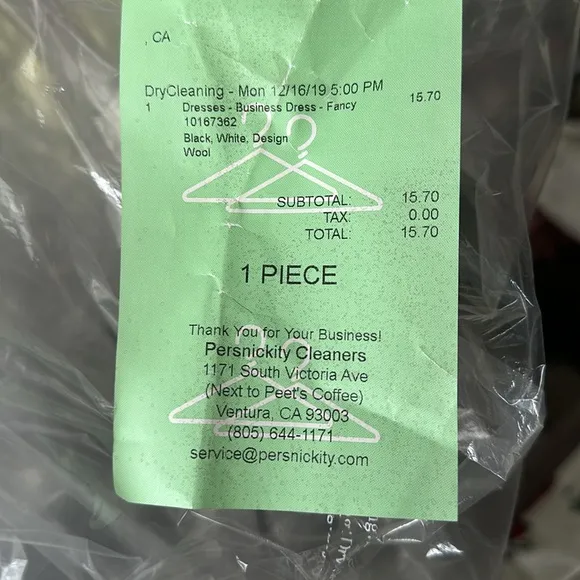 , CA
DryCleaning - Mon 12/16/19 5:00 PM
1 Dresses - Business Dress - Fancy 15.70
10167362
Black, White, Design
Wool
SUBTOTAL: 15.70
TAX: 0.00
TOTAL: 15.70
1 PIECE
Thank You for Your Business!
Persnickity Cleaners
1171 South Victoria Ave
(Next to Peet's Coffee)
Ventura, CA 93003
(805) 644-1171
service@persnickity.com